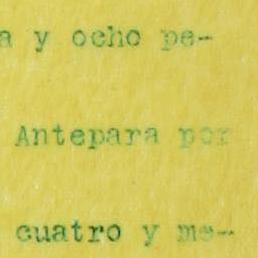 a y ocho pe-
Antepara por
cuatro y me-